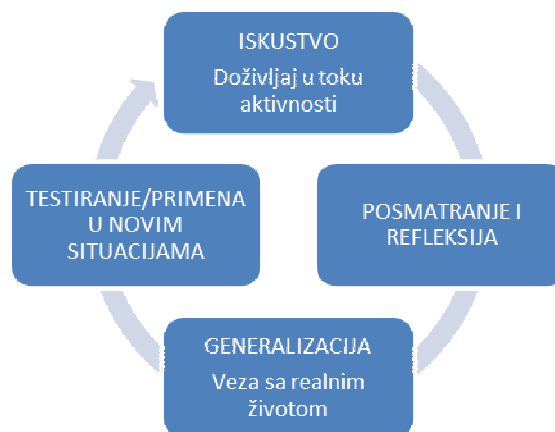 ISKUSTVO
Doživljaj u toku
aktivnosti
POSMATRANJE I
REFLEKSIJA
GENERALIZACIJA
Veza sa realnim
životom
TESTIRANJE/PRIMENA
U NOVIM
SITUACIJAMA